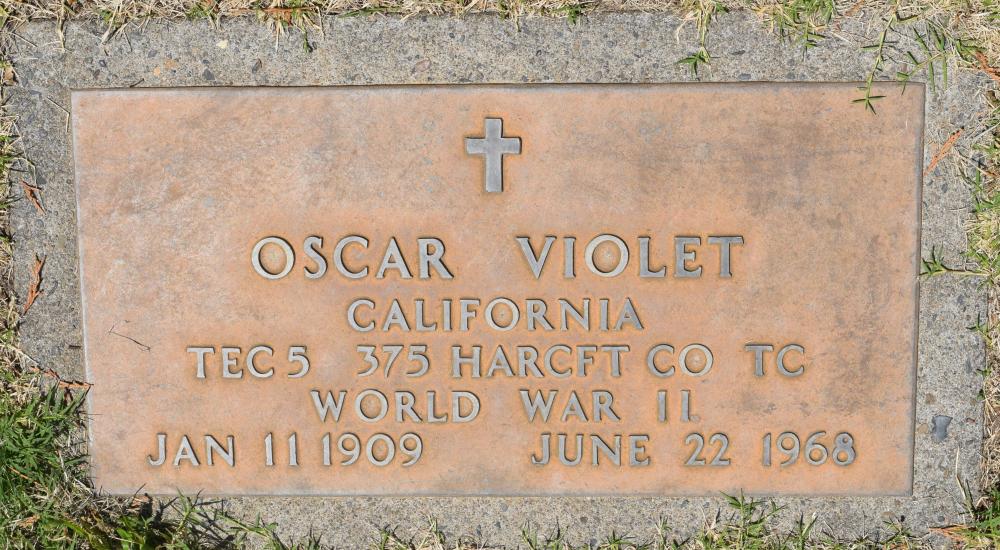 OSCAR VIOLET
CALIFORNIA
TEC 5 375 HARCFT CO TC
WORLD WAR II
JAN 11 1909 JUNE 22 1968